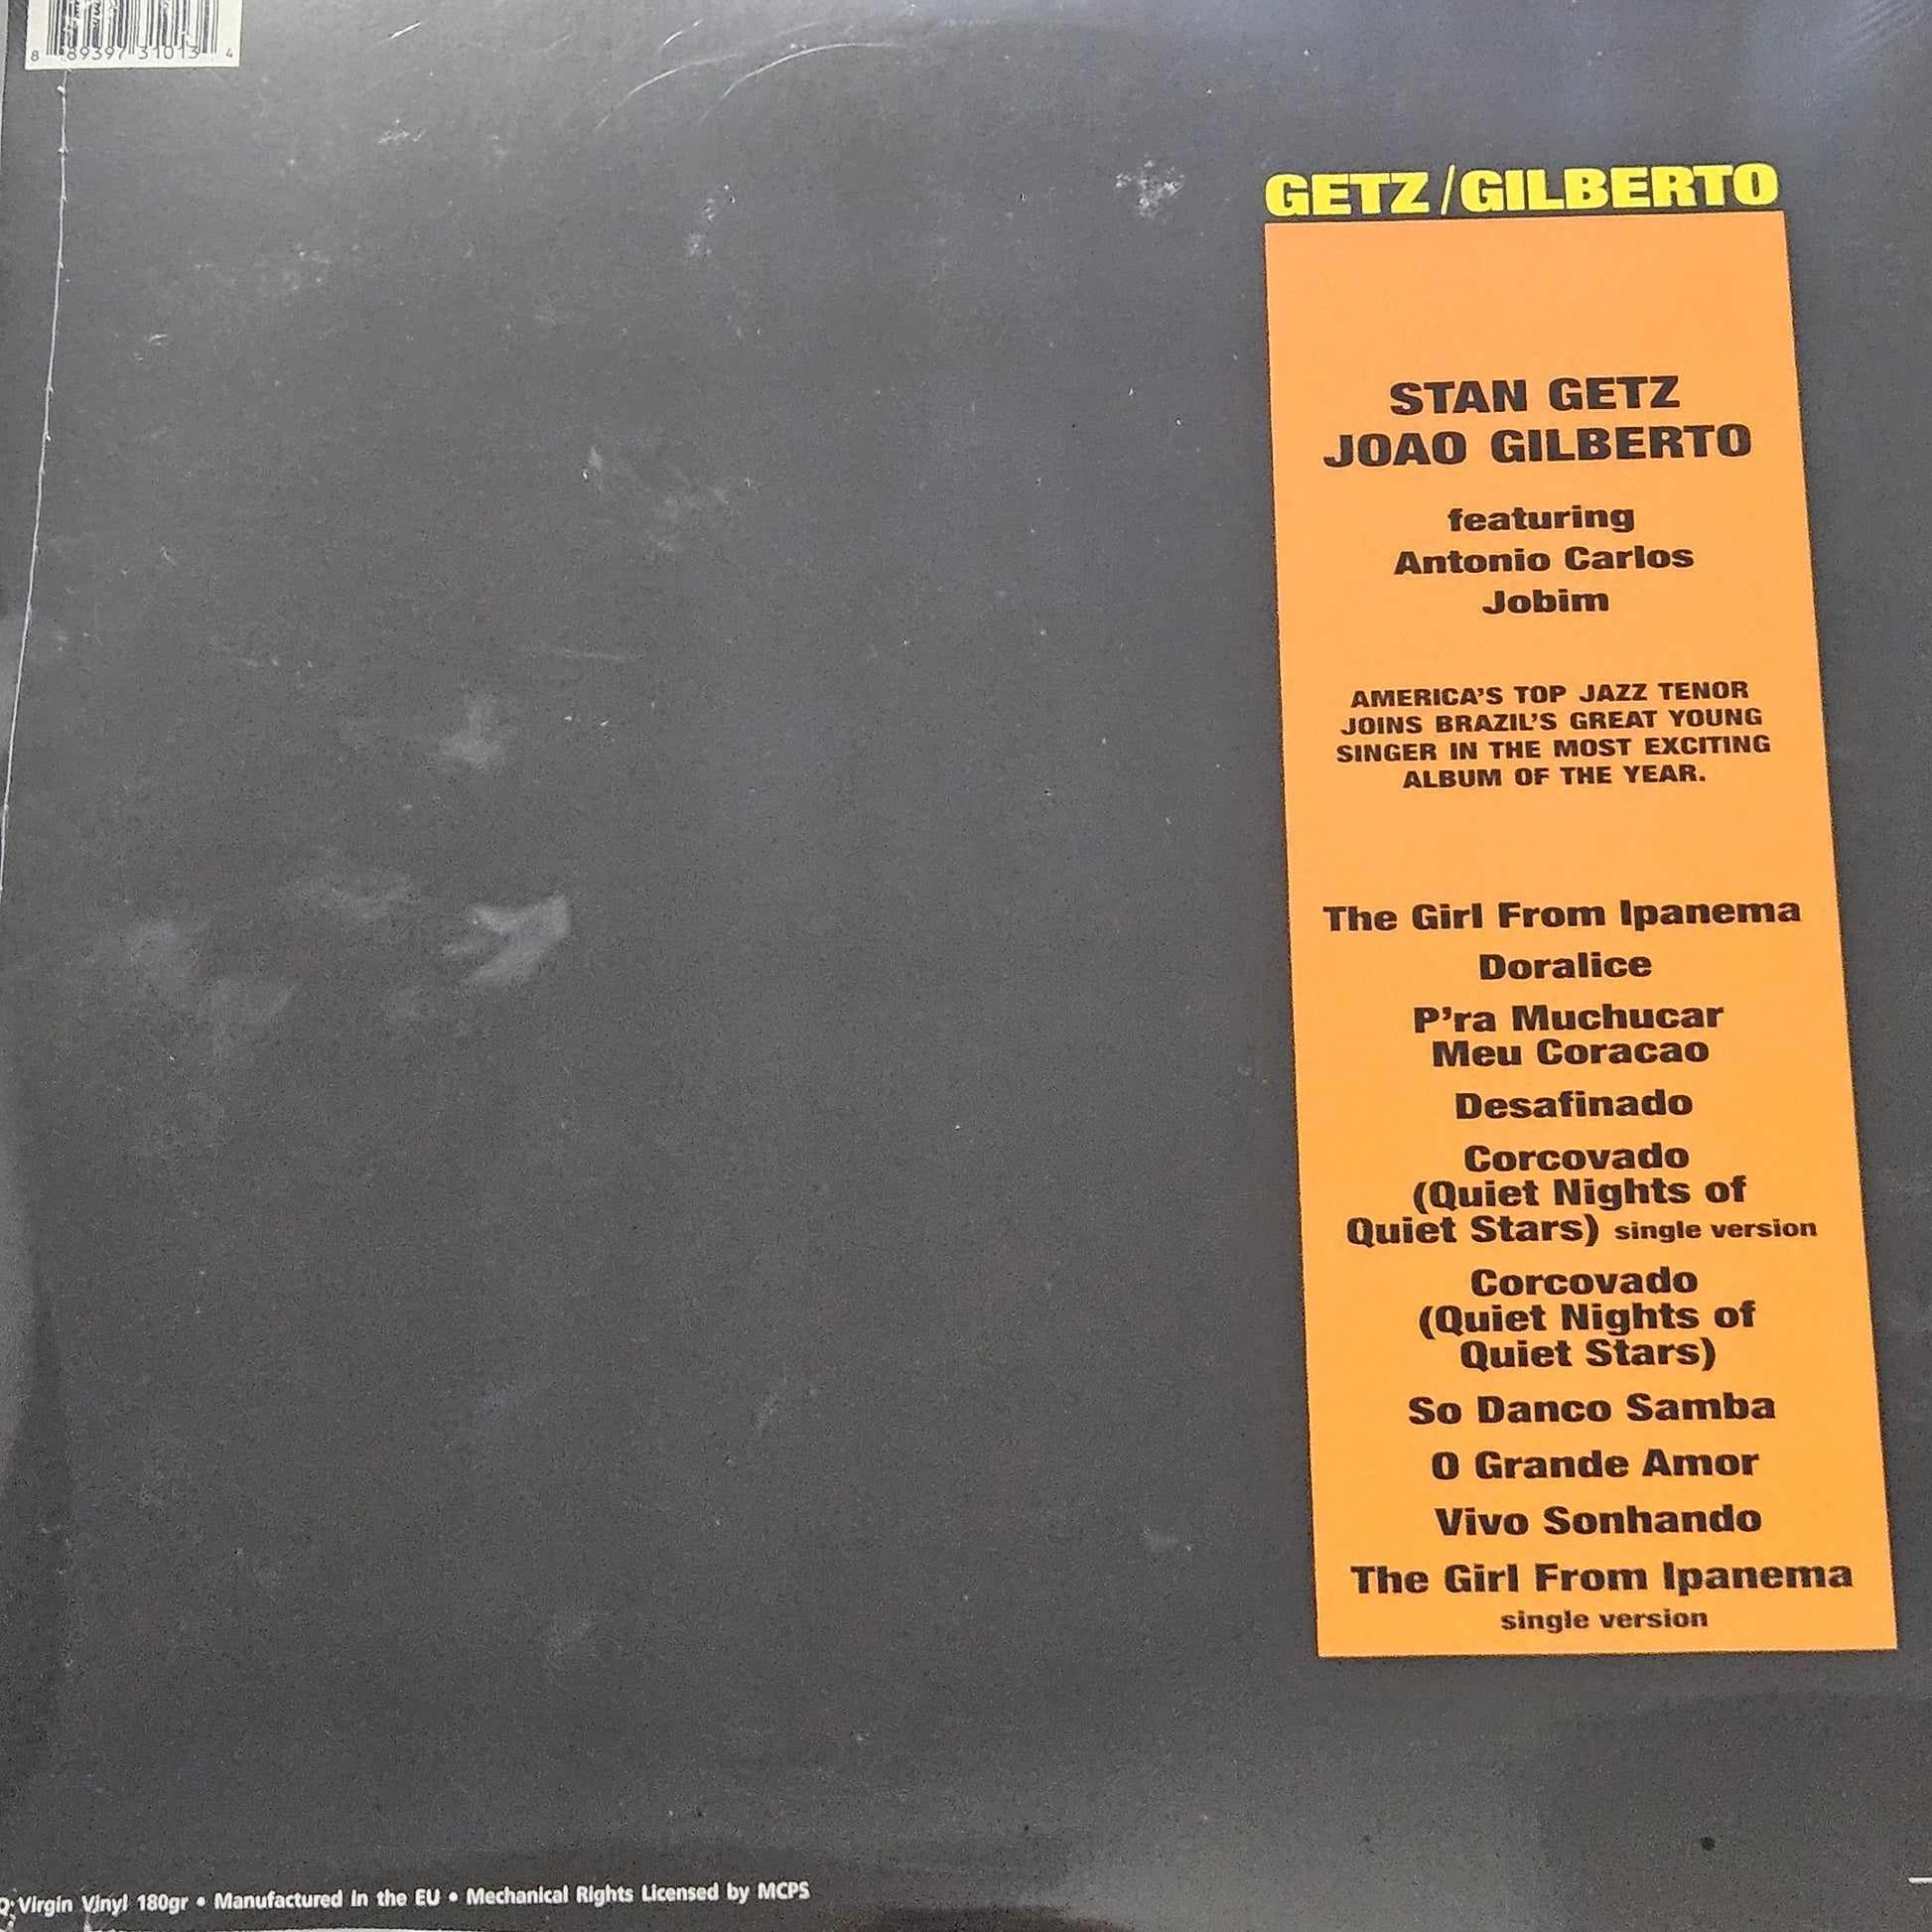 8 89397 31013 4
GETZ/GILBERTO
STAN GETZ
JOAO GILBERTO
featuring
Antonio Carlos
Jobim
AMERICA'S TOP JAZZ TENOR
JOINS BRAZIL'S GREAT YOUNG
SINGER IN THE MOST EXCITING
ALBUM OF THE YEAR.
The Girl From Ipanema
Doralice
P'ra Muchucar
Meu Coracao
Desafinado
Corcovado
(Quiet Nights of
Quiet Stars) single version
Corcovado
(Quiet Nights of
Quiet Stars)
So Danco Samba
O Grande Amor
Vivo Sonhando
The Girl From Ipanema
single version
Virgin Vinyl 180gr • Manufactured in the EU • Mechanical Rights Licensed by MCPS